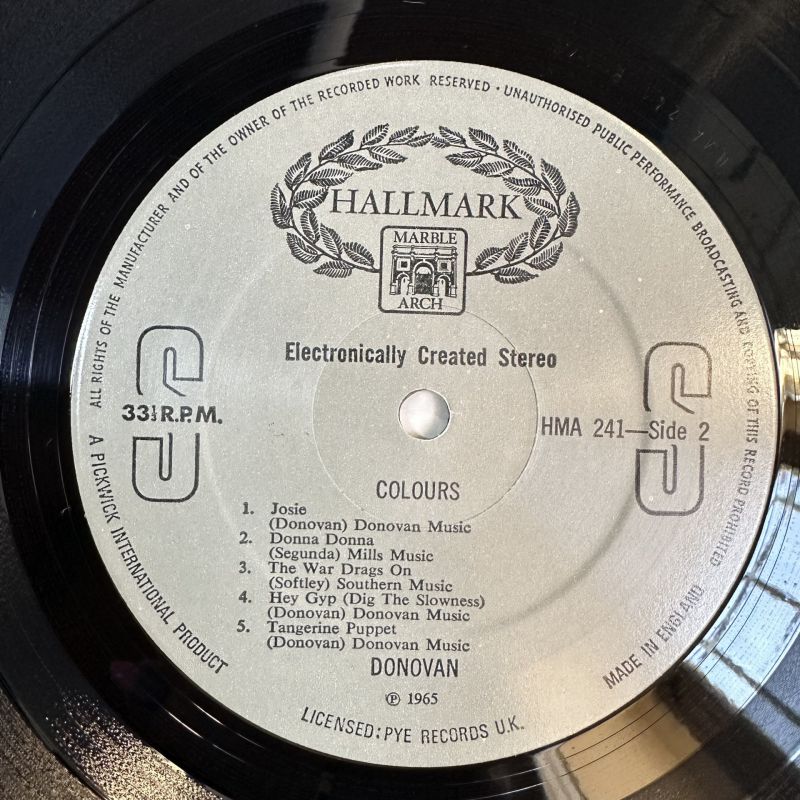 ALL RIGHTS OF THE MANUFACTURER AND OF THE OWNER OF THE RECORDED WORK RESERVED · UNAUTHORISED PUBLIC PERFORMANCE BROADCASTING AND COPYING OF THIS RECORD PROHIBITED
HALLMARK
MARBLE
ARCH
Electronically Created Stereo
33⅓ R.P.M.
HMA 241—Side 2
COLOURS
1. Josie
(Donovan) Donovan Music
2. Donna Donna
(Segunda) Mills Music
3. The War Drags On
(Softley) Southern Music
4. Hey Gyp (Dig The Slowness)
(Donovan) Donovan Music
5. Tangerine Puppet
(Donovan) Donovan Music
DONOVAN
℗ 1965
A PICKWICK INTERNATIONAL PRODUCT
LICENSED: PYE RECORDS U.K.
MADE IN ENGLAND